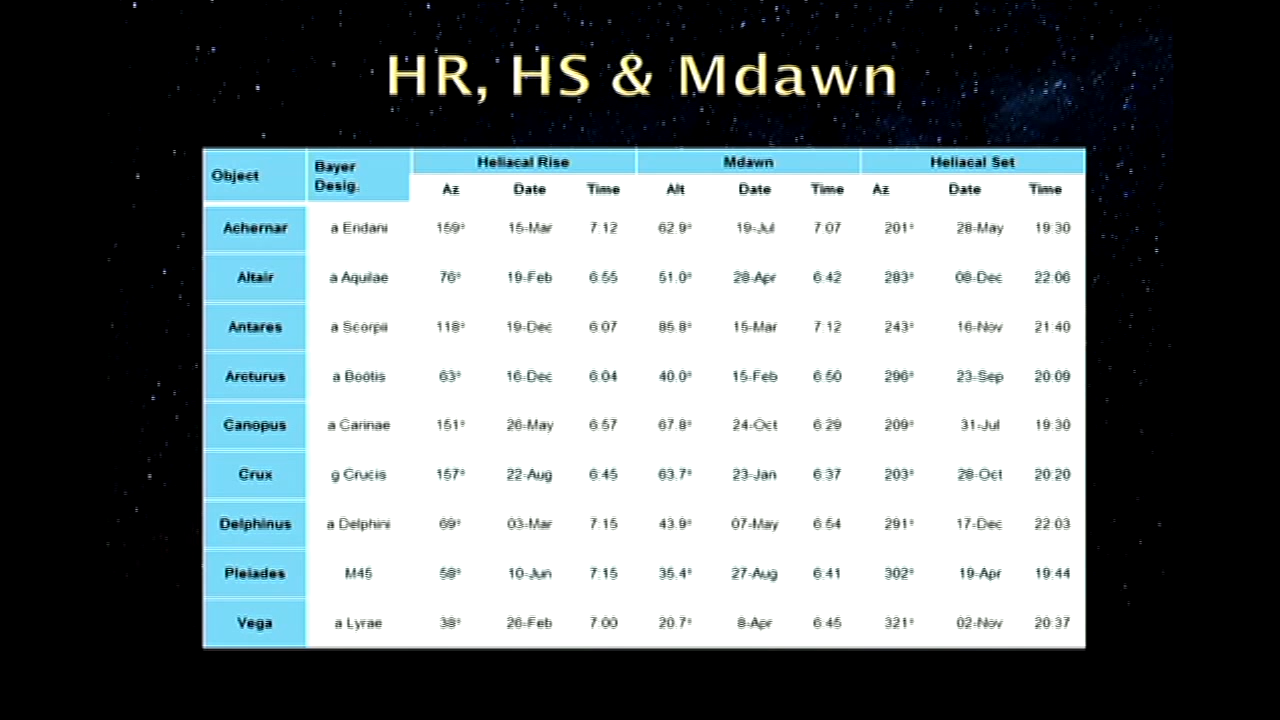 HR, HS & Mdawn
Object Bayer Desig. Heliacal Rise Mdawn Heliacal Set
Az Date Time Alt Date Time Az Date Time
Achernar a Eridani 159° 15-Mar 7:12 62.9° 19-Jul 7:07 201° 28-May 19:30
Altair a Aquilae 76° 19-Feb 6:55 51.0° 28-Apr 6:42 283° 08-Dec 22:06
Antares a Scorpii 118° 19-Dec 6:07 85.8° 15-Mar 7:12 243° 16-Nov 21:40
Arcturus a Boötis 63° 16-Dec 6:04 40.0° 15-Feb 6:50 296° 23-Sep 20:09
Canopus a Carinae 151° 26-May 6:57 67.8° 24-Oct 6:29 209° 31-Jul 19:30
Crux g Crucis 157° 22-Aug 6:45 63.7° 23-Jan 6:37 203° 28-Oct 20:20
Delphinus a Delphini 69° 03-Mar 7:15 43.9° 07-May 6:54 291° 17-Dec 22:03
Pleiades M45 58° 10-Jun 7:15 35.4° 27-Aug 6:41 302° 19-Apr 19:44
Vega a Lyrae 38° 26-Feb 7:00 20.7° 8-Apr 6:45 321° 02-Nov 20:37